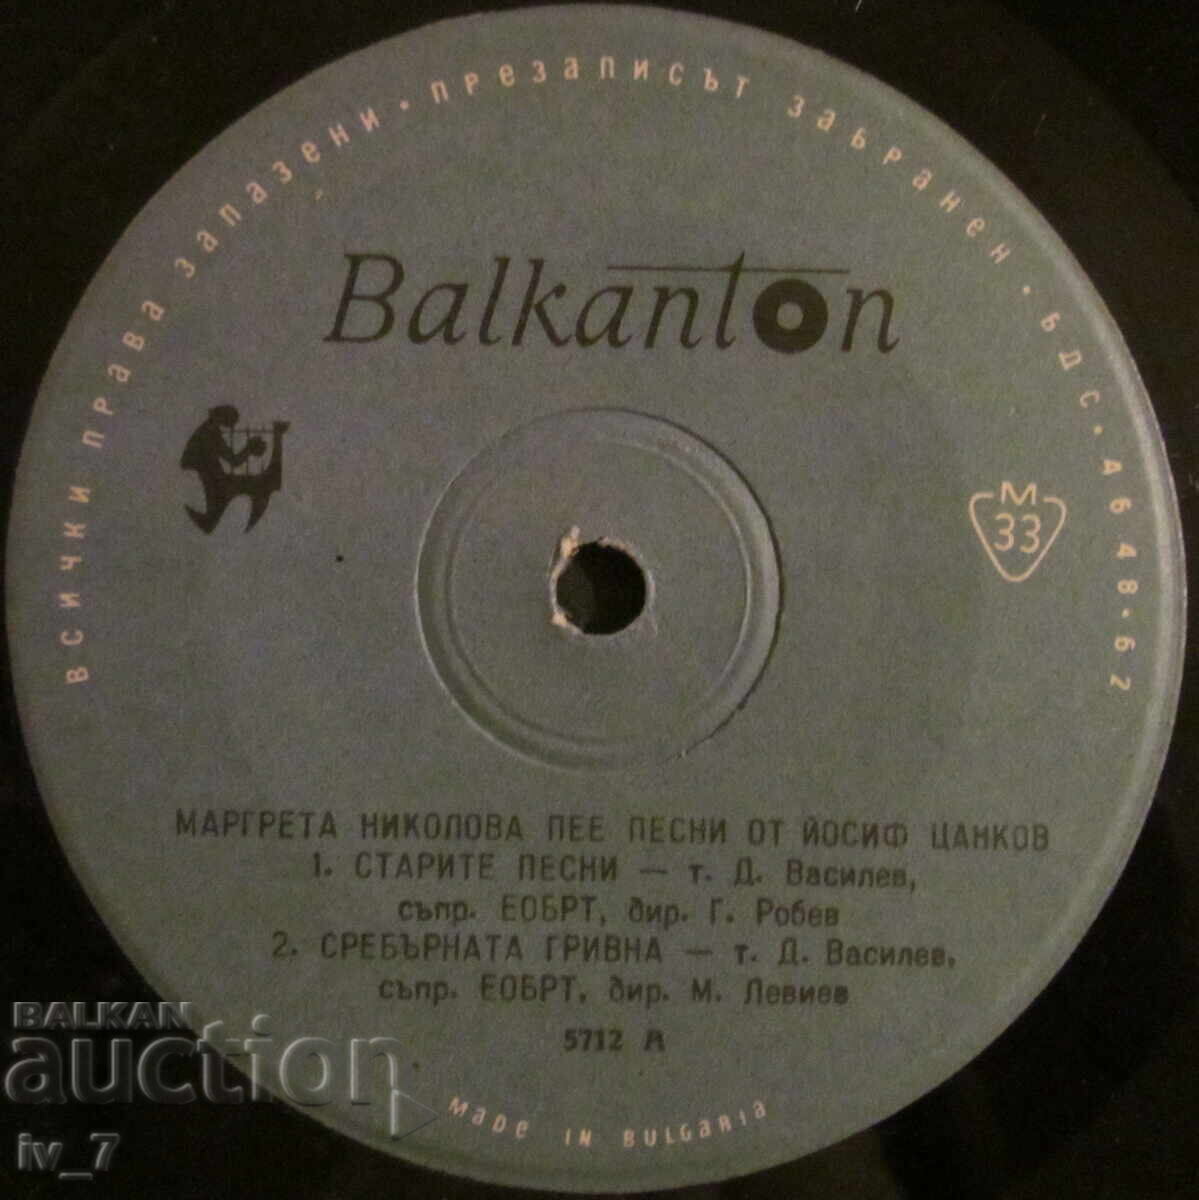 ВСИЧКИ ПРАВА ЗАПАЗЕНИ · ПРЕЗАПИСЪТ ЗАБРАНЕН · БДС · 4648-62
Balkanton
М
33
МАРГРЕТА НИКОЛОВА ПЕЕ ПЕСНИ ОТ ЙОСИФ ЦАНКОВ
1. СТАРИТЕ ПЕСНИ — т. Д. Василев,
съпр. ЕОБРТ, дир. Г. Робев
2. СРЕБЪРНАТА ГРИВНА — т. Д. Василев,
съпр. ЕОБРТ, дир. М. Левиев
5712 А
MADE IN BULGARIA
BALKAN
auction
iv_7